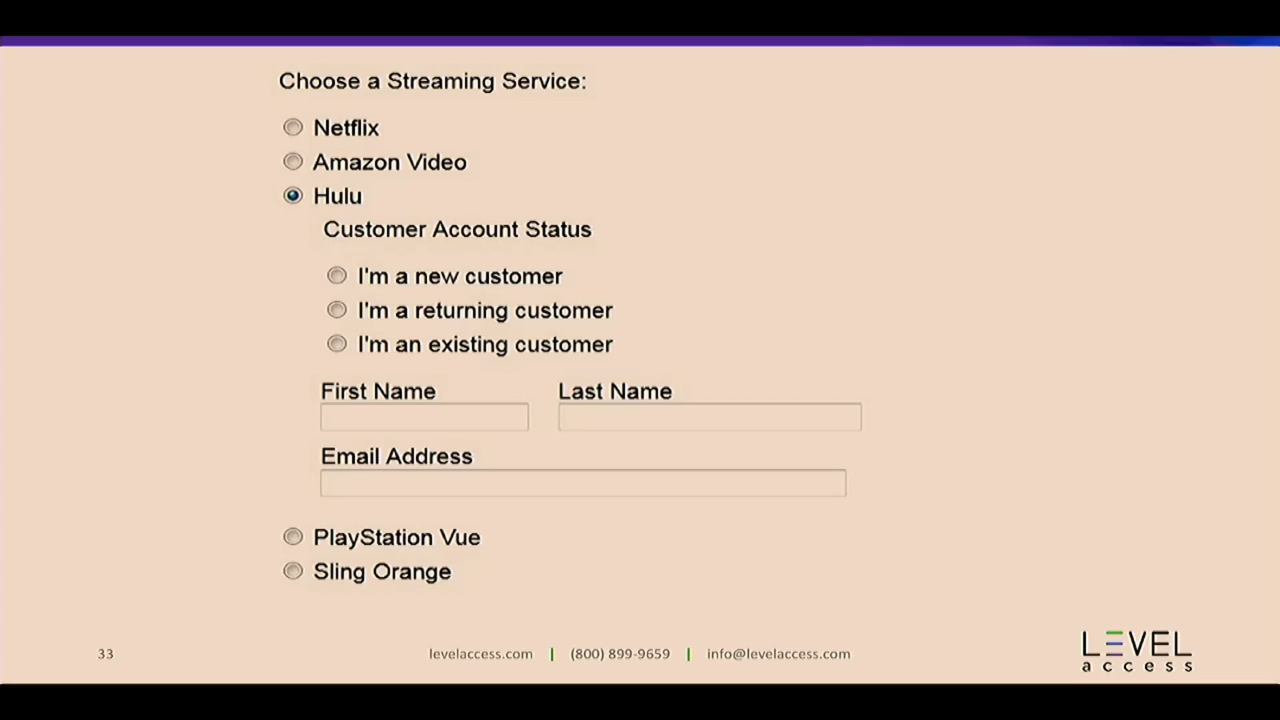 Choose a Streaming Service:
Netflix
Amazon Video
Hulu
Customer Account Status
I'm a new customer
I'm a returning customer
I'm an existing customer
First Name Last Name
Email Address
PlayStation Vue
Sling Orange
33 levelaccess.com | (800) 899-9659 | info@levelaccess.com
LEVEL
access